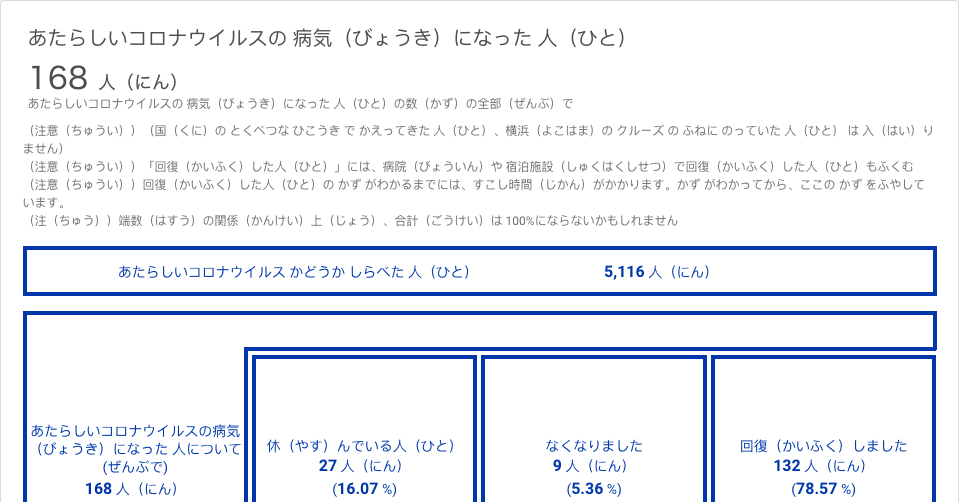 あたらしいコロナウイルスの 病気（びょうき）になった 人（ひと）
168 人（にん）
あたらしいコロナウイルスの 病気（びょうき）になった 人（ひと）の数（かず）の全部（ぜんぶ）で
（注意（ちゅうい））（国（くに）の とくべつな ひこうき で かえってきた 人（ひと）、横浜（よこはま）の クルーズ の ふねに のっていた 人（ひと） は 入（はい）り
ません）
（注意（ちゅうい））「回復（かいふく）した人（ひと）」には、病院（びょういん）や 宿泊施設（しゅくはくしせつ）で回復（かいふく）した人（ひと）もふくむ
（注意（ちゅうい））回復（かいふく）した人（ひと）の かず がわかるまでには、すこし時間（じかん）がかかります。かず がわかってから、ここの かず をふやして
います。
（注（ちゅう））端数（はすう）の関係（かんけい）上（じょう）、合計（ごうけい）は 100%にならないかもしれません
あたらしいコロナウイルス かどうか しらべた 人（ひと） 5,116 人（にん）
あたらしいコロナウイルスの病気
（びょうき）になった 人について
(ぜんぶで)
168 人（にん）
休（やす）んでいる人（ひと）
27 人（にん）
(16.07 %)
なくなりました
9 人（にん）
(5.36 %)
回復（かいふく）しました
132 人（にん）
(78.57 %)